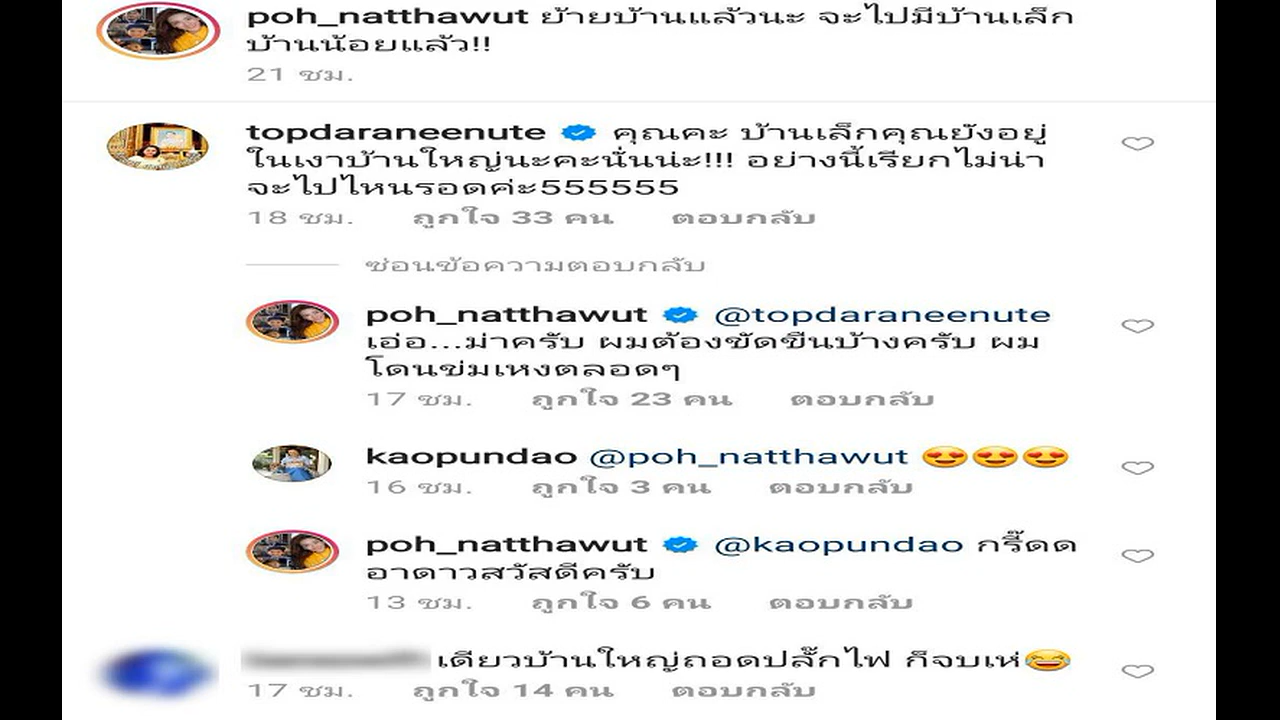 poh_natthawut ย้ายบ้านแล้วนะ จะไปมีบ้านเล็ก
บ้านน้อยแล้ว!!
21 ชม.
topdaraneenute คุณคะ บ้านเล็กคุณยังอยู่
ในเงาบ้านใหญ่นะคะนั่นน่ะ!!! อย่างนี้เรียกไม่น่า
จะไปไหนรอดค่ะ555555
18 ชม. ถูกใจ 33 คน ตอบกลับ
ซ่อนข้อความตอบกลับ
poh_natthawut @topdaraneenute
เอ่อ...ม่าครับ ผมต้องขัดขืนบ้างครับ ผม
โดนข่มเหงตลอดๆ
17 ชม. ถูกใจ 23 คน ตอบกลับ
kaopundao @poh_natthawut 😍😍😍
16 ชม. ถูกใจ 3 คน ตอบกลับ
poh_natthawut @kaopundao กรี๊ดด
อาดาวสวัสดีครับ
13 ชม. ถูกใจ 6 คน ตอบกลับ
เดียวบ้านใหญ่ถอดปลั๊กไฟ ก็จบเห่😂
17 ชม. ถูกใจ 14 คน ตอบกลับ